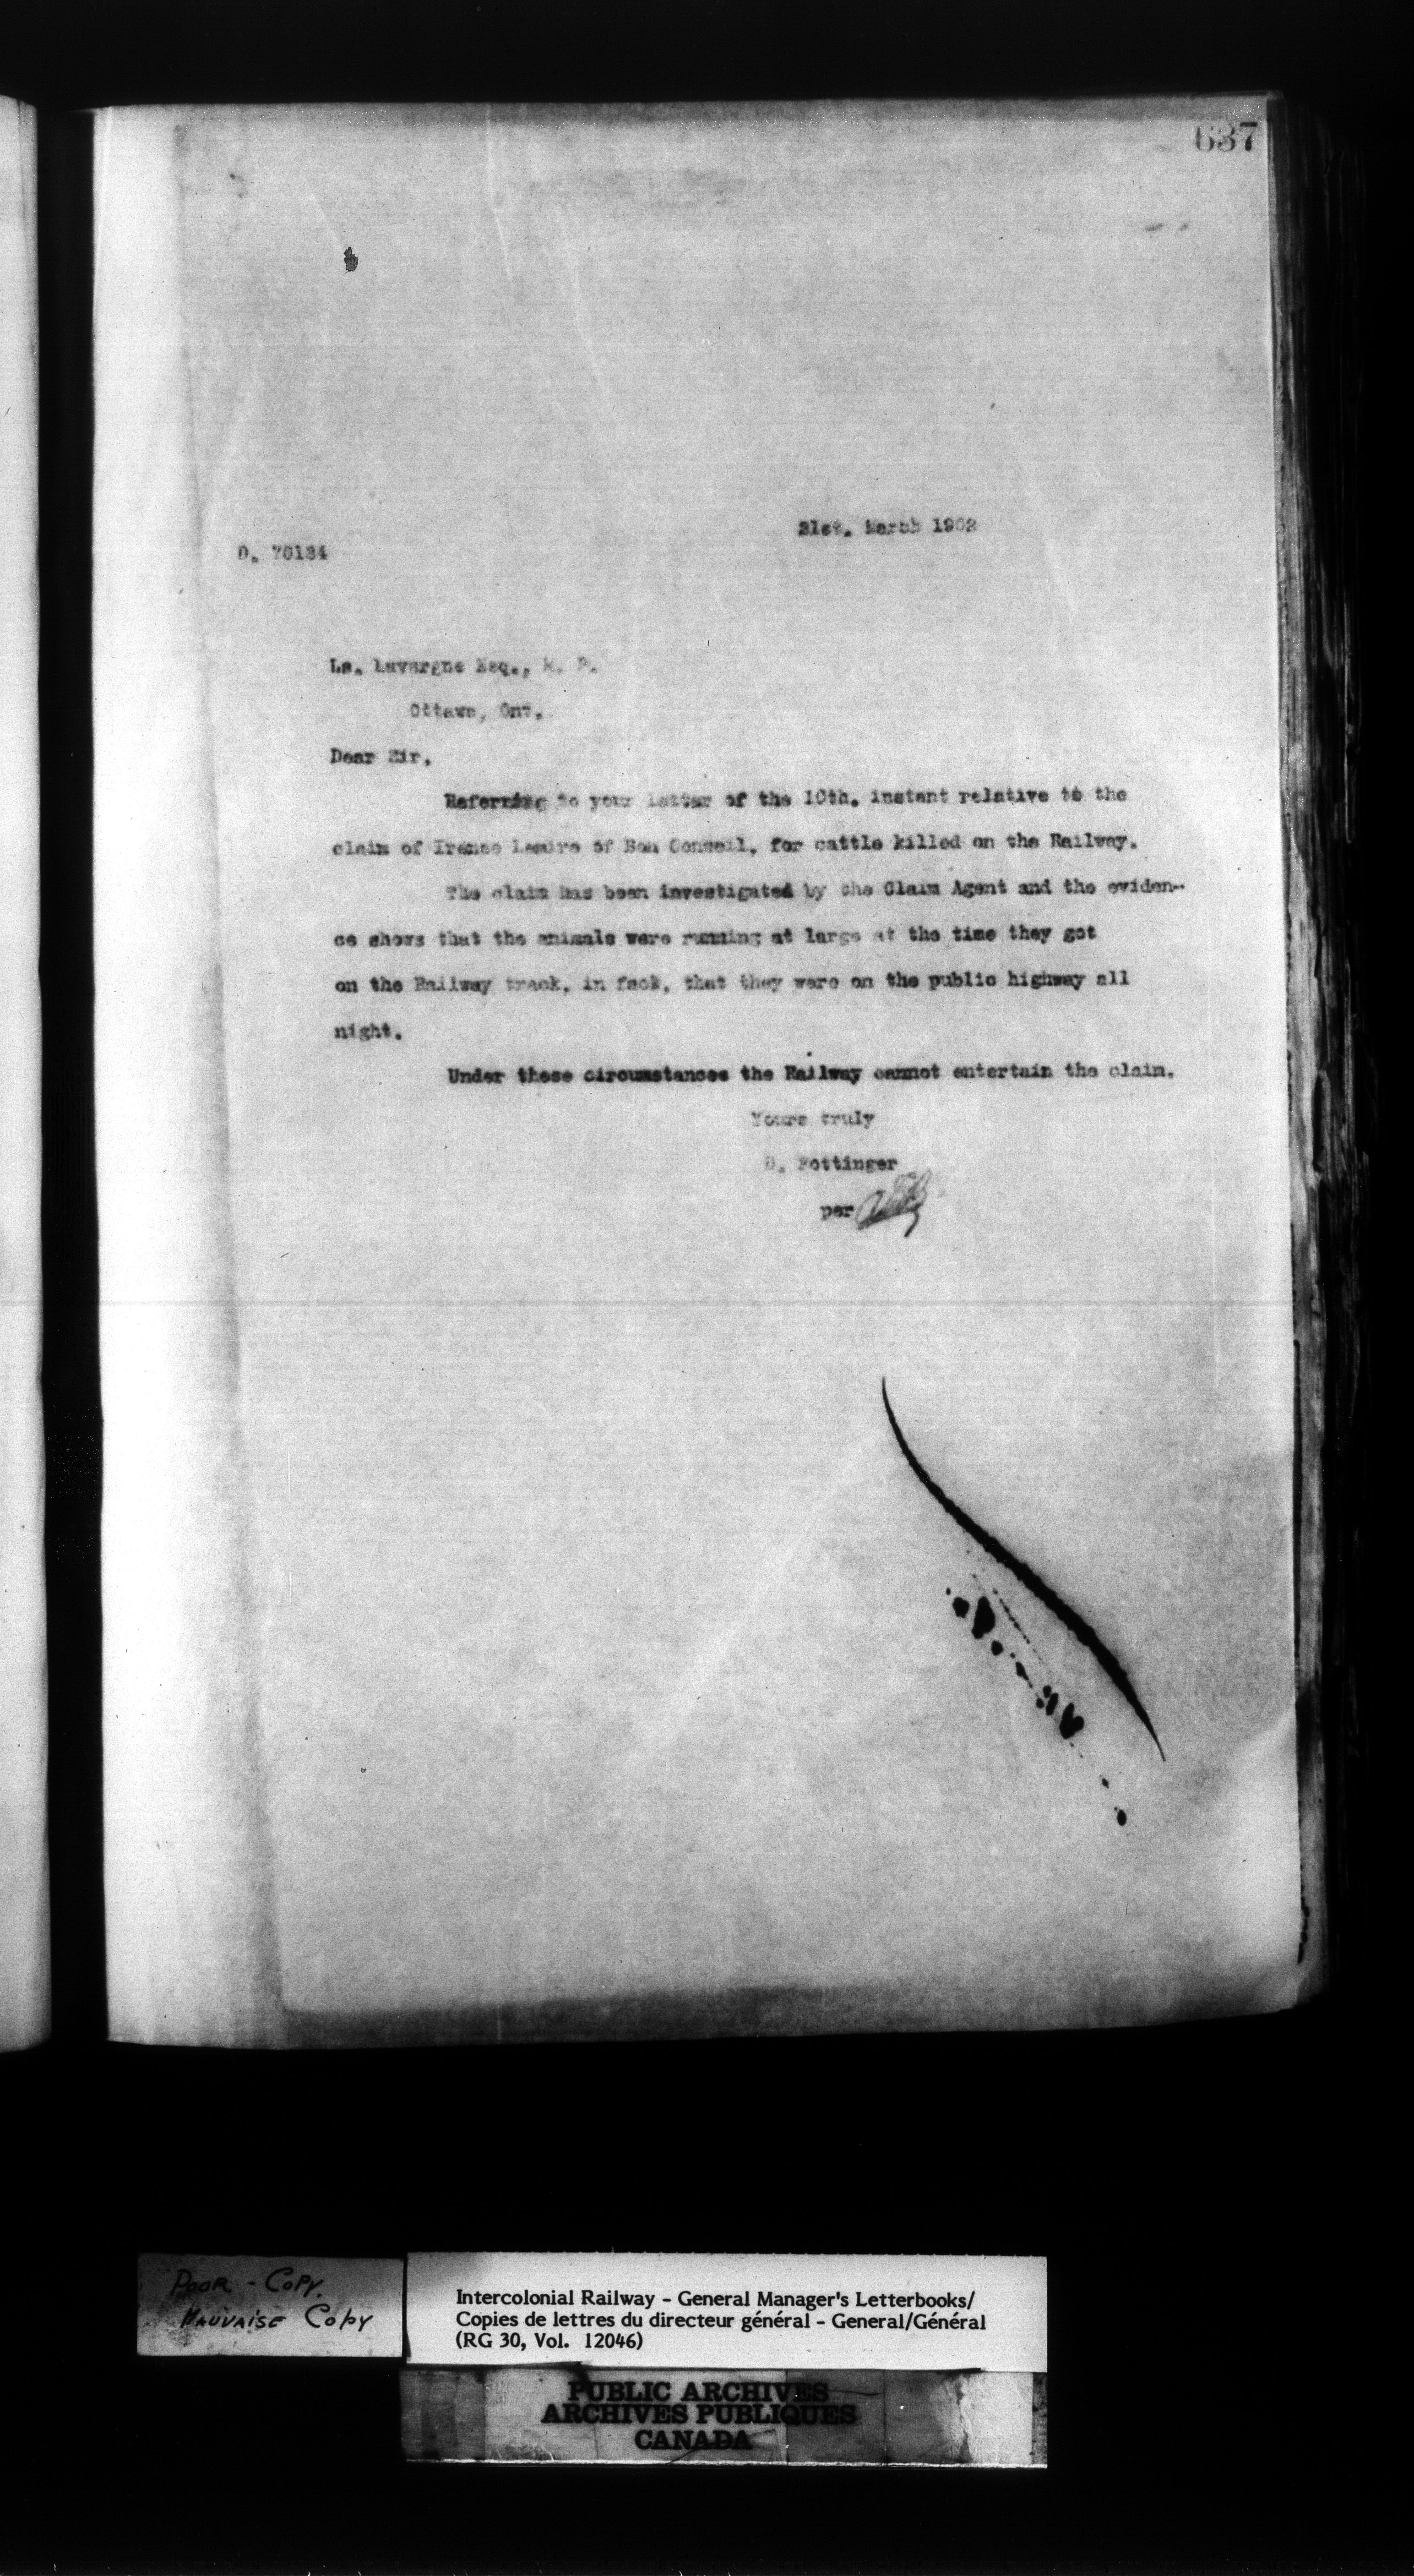 637
21st. March 1902
D. 76134
Ls. Lavergne Esq., M. P.
Ottawa, Ont.
Dear Sir.
Referring to your letter of the 10th. instant relative to the
claim of Irenee Lemire of Bon Conseil, for cattle killed on the Railway.
The claim has been investigated by the Claim Agent and the eviden-
ce shows that the animals were running at large at the time they got
on the Railway track, in fact, that they were on the public highway all
night.
Under these circumstances the Railway cannot entertain the claim.
Yours truly
D. Pottinger
per
POOR - COPY.
MAUVAISE COPY
Intercolonial Railway - General Manager's Letterbooks/
Copies de lettres du directeur général - General/Général
(RG 30, Vol. 12046)
PUBLIC ARCHIVES
ARCHIVES PUBLIQUES
CANADA